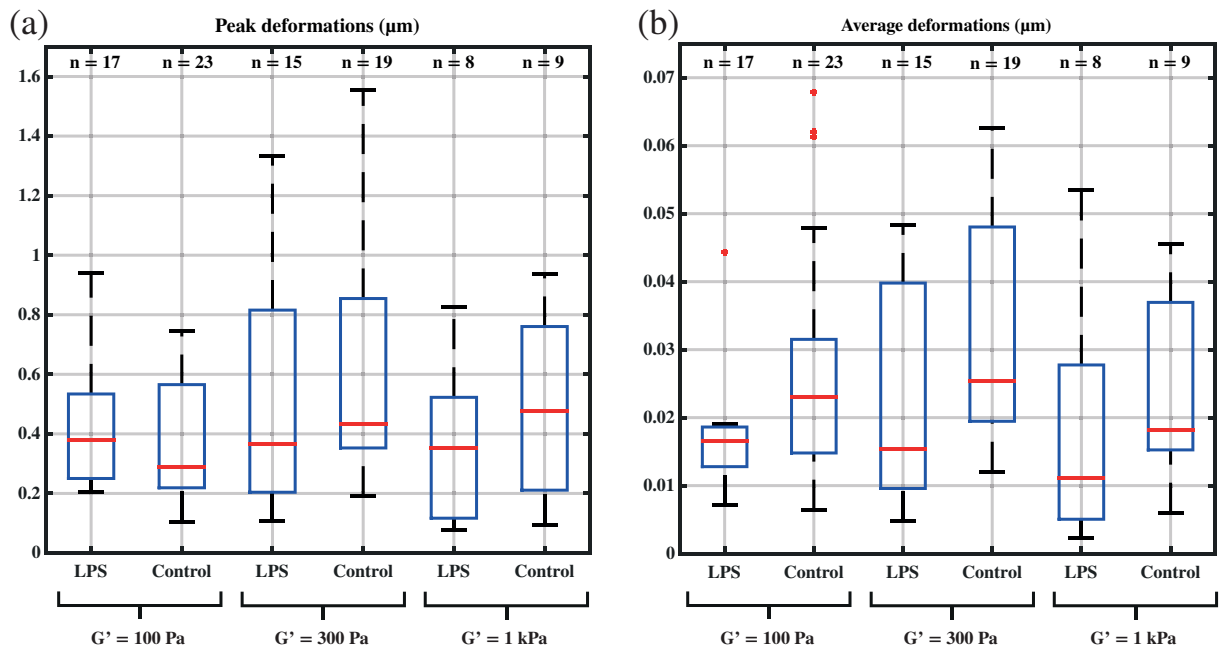 (a)
Peak deformations (µm)
n = 17 n = 23 n = 15 n = 19 n = 8 n = 9
1.6
1.4
1.2
1
0.8
0.6
0.4
0.2
0
LPS Control LPS Control LPS Control
G' = 100 Pa G' = 300 Pa G' = 1 kPa
(b)
Average deformations (µm)
n = 17 n = 23 n = 15 n = 19 n = 8 n = 9
0.07
0.06
0.05
0.04
0.03
0.02
0.01
0
LPS Control LPS Control LPS Control
G' = 100 Pa G' = 300 Pa G' = 1 kPa